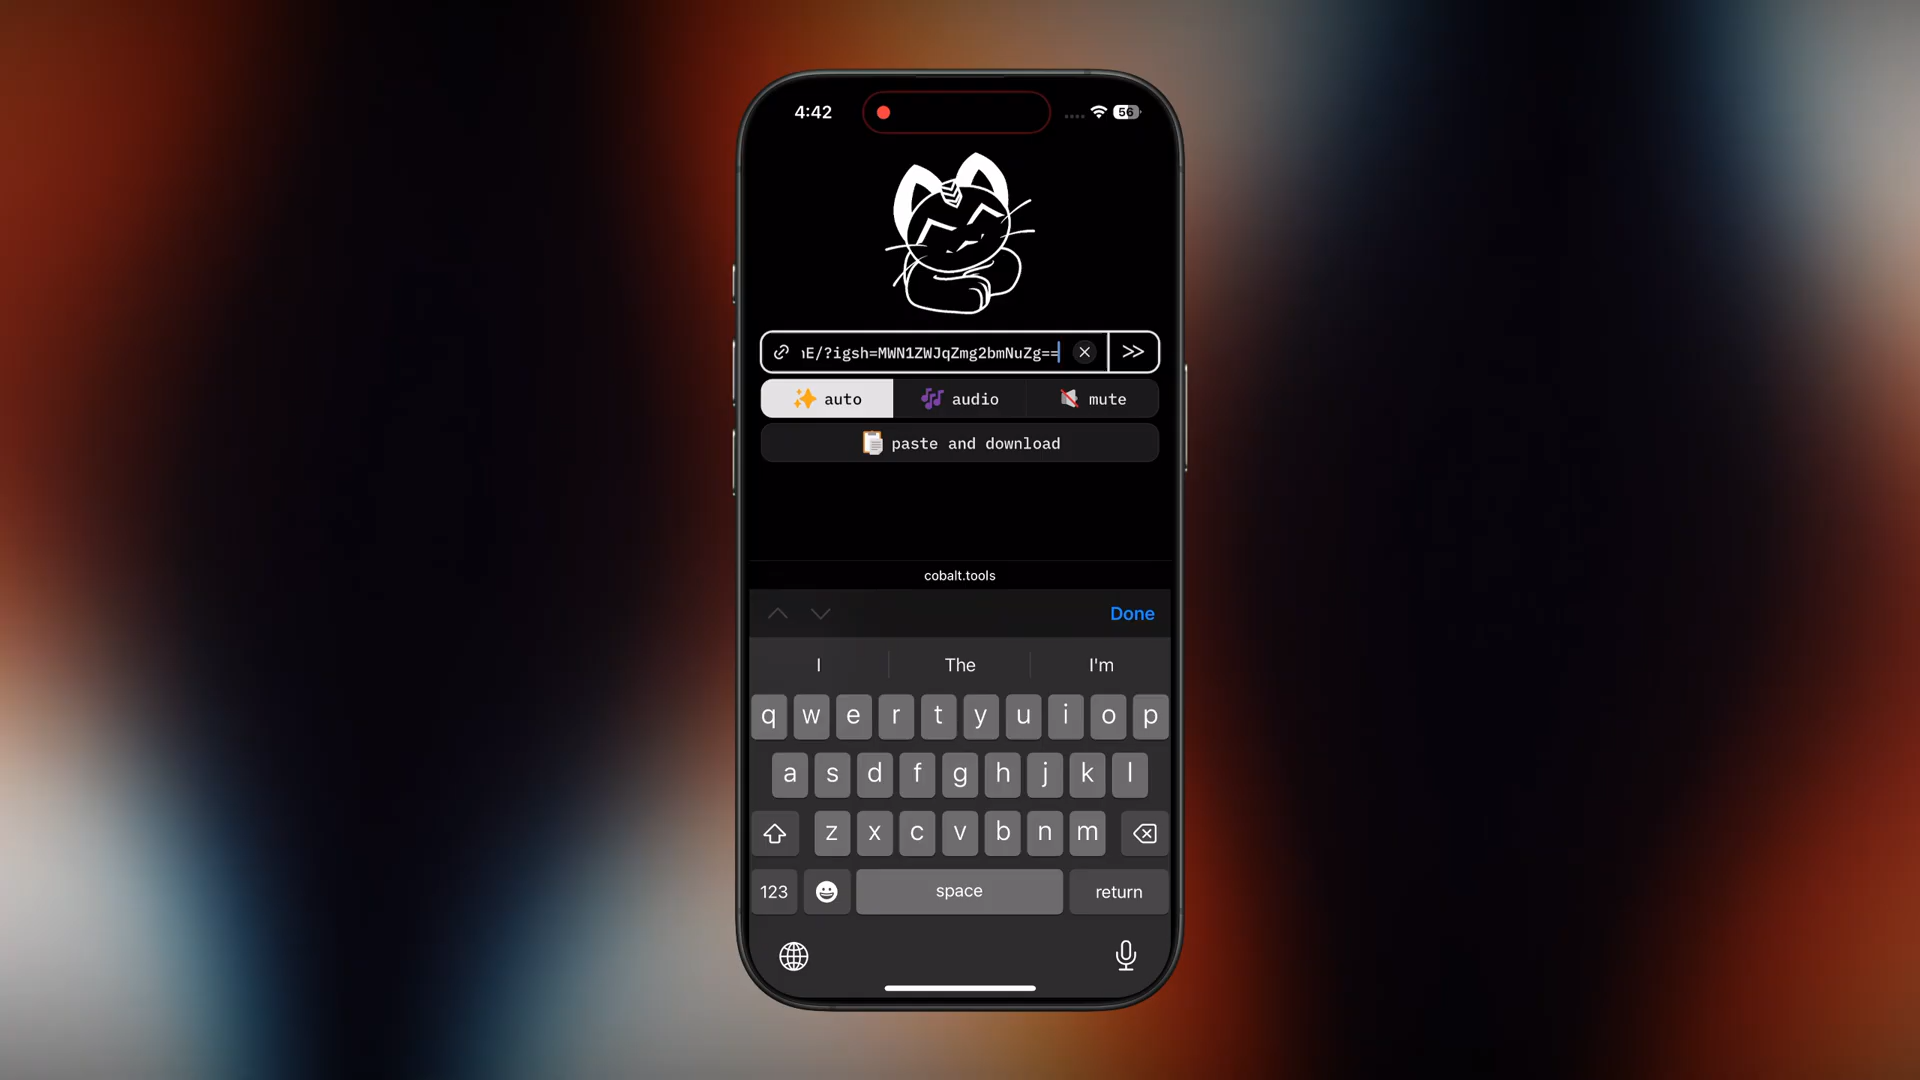 4:42 56
ıE/?igsh=MWN1ZWJqZmg2bmNuZg==
auto audio mute
paste and download
cobalt.tools
Done
I The I'm
q w e r t y u i o p
a s d f g h j k l
z x c v b n m
123 space return